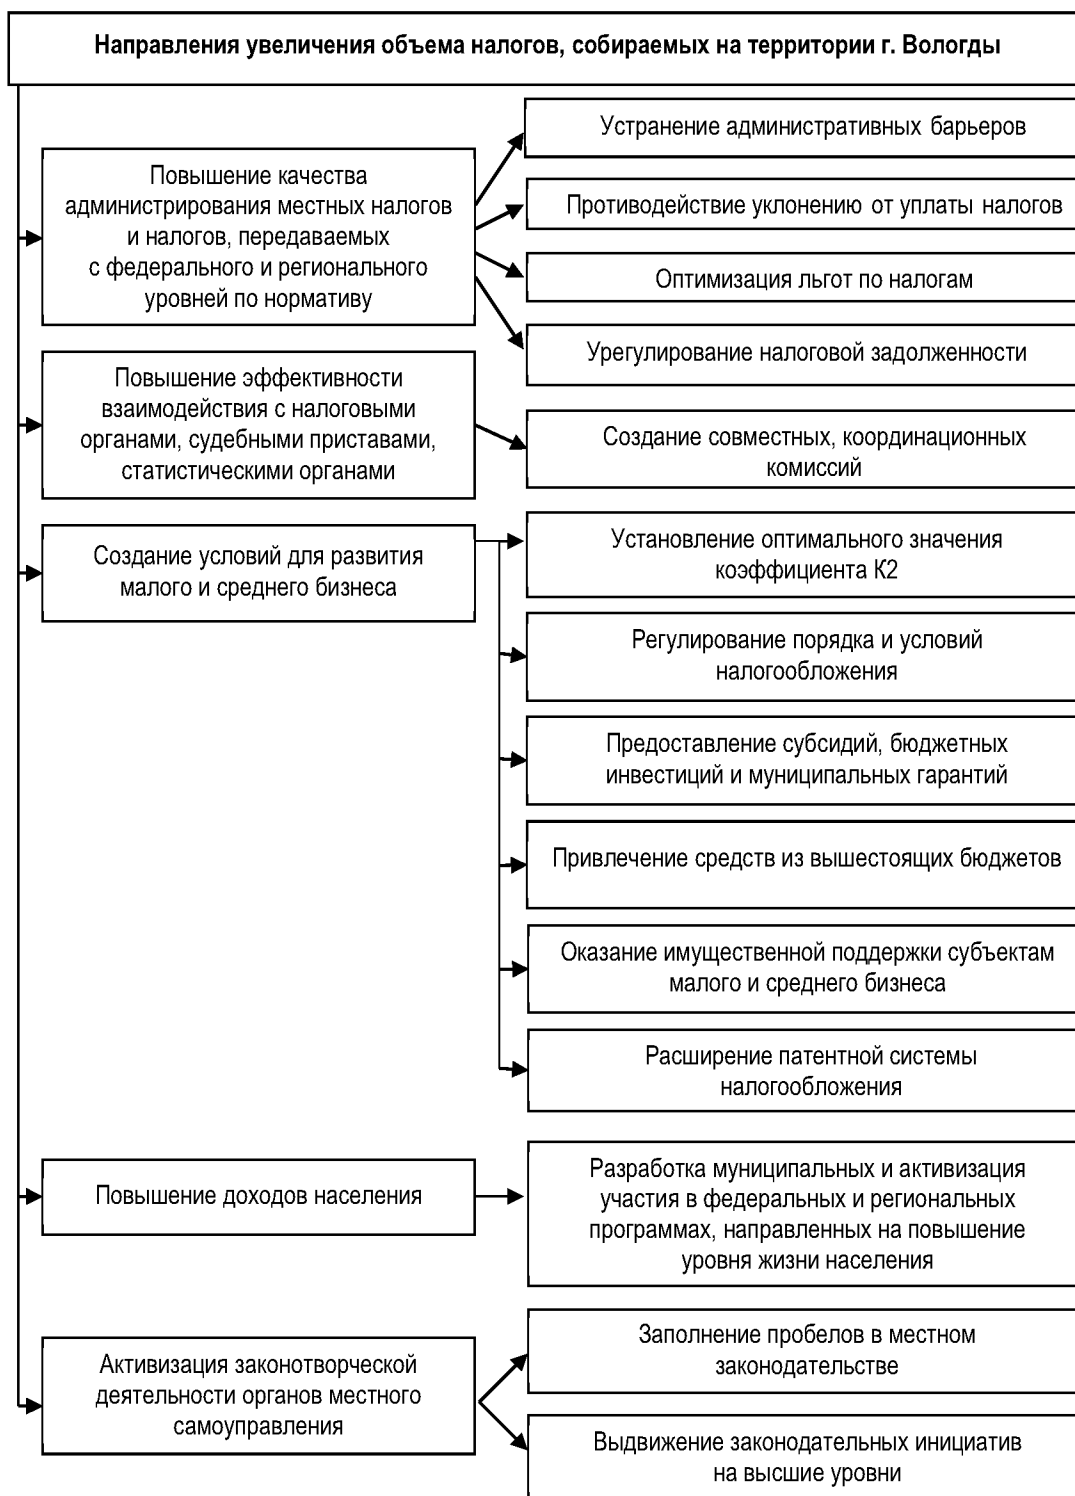 Направления увеличения объема налогов, собираемых на территории г. Вологды
Повышение качества
администрирования местных налогов
и налогов, передаваемых
с федерального и регионального
уровней по нормативу
Устранение административных барьеров
Противодействие уклонению от уплаты налогов
Оптимизация льгот по налогам
Урегулирование налоговой задолженности
Повышение эффективности
взаимодействия с налоговыми
органами, судебными приставами,
статистическими органами
Создание совместных, координационных
комиссий
Создание условий для развития
малого и среднего бизнеса
Установление оптимального значения
коэффициента К2
Регулирование порядка и условий
налогообложения
Предоставление субсидий, бюджетных
инвестиций и муниципальных гарантий
Привлечение средств из вышестоящих бюджетов
Оказание имущественной поддержки субъектам
малого и среднего бизнеса
Расширение патентной системы
налогообложения
Повышение доходов населения
Разработка муниципальных и активизация
участия в федеральных и региональных
программах, направленных на повышение
уровня жизни населения
Активизация законотворческой
деятельности органов местного
самоуправления
Заполнение пробелов в местном
законодательстве
Выдвижение законодательных инициатив
на высшие уровни